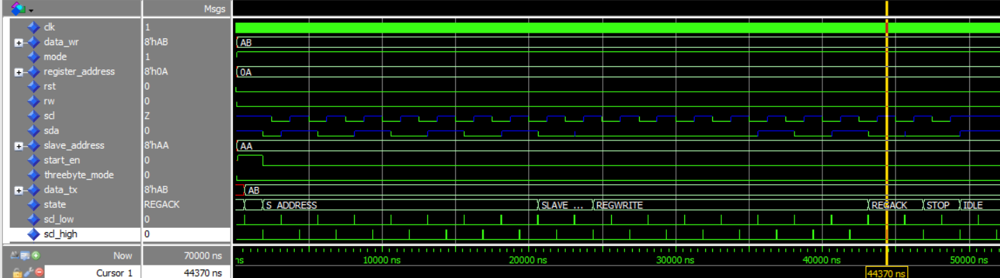 Msgs
clk 1
data_wr 8'hAB AB
mode 1
register_address 8'h0A 0A
rst 0
rw 0
scl Z
sda 0
slave_address 8'hAA AA
start_en 0
threebyte_mode 0
data_tx 8'hAB AB
state REGACK S ADDRESS SLAVE ... REGWRITE REGACK STOP IDLE
scl_low 0
scl_high 0
Now 70000 ns ns 10000 ns 20000 ns 30000 ns 40000 ns 50000 ns
Cursor 1 44370 ns 44370 ns